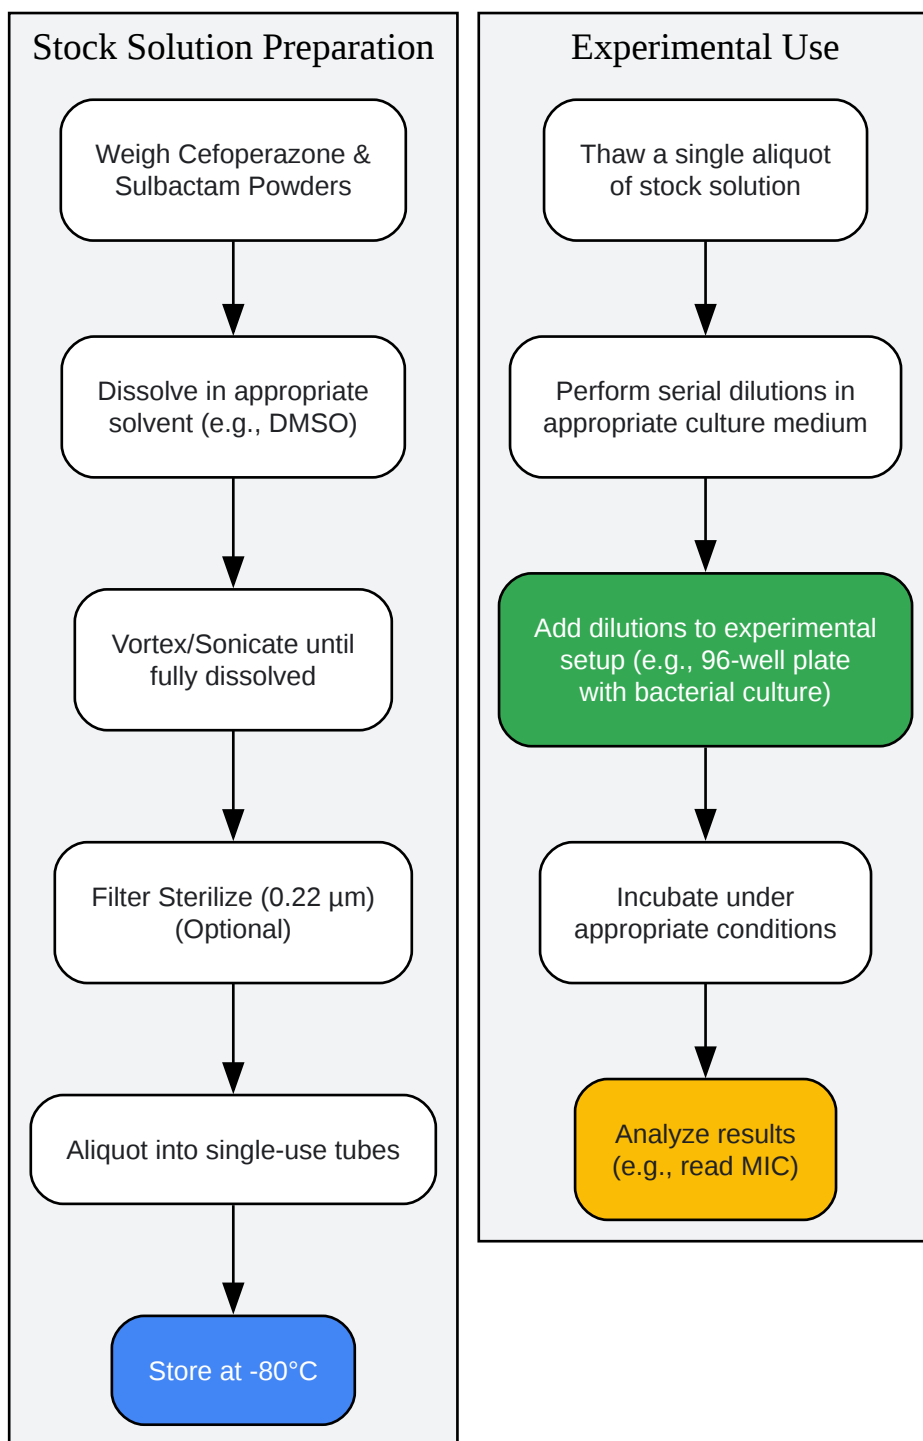 Stock Solution Preparation
Weigh Cefoperazone &
Sulbactam Powders
Dissolve in appropriate
solvent (e.g., DMSO)
Vortex/Sonicate until
fully dissolved
Filter Sterilize (0.22 µm)
(Optional)
Aliquot into single-use tubes
Store at -80°C
Experimental Use
Thaw a single aliquot
of stock solution
Perform serial dilutions in
appropriate culture medium
Add dilutions to experimental
setup (e.g., 96-well plate
with bacterial culture)
Incubate under
appropriate conditions
Analyze results
(e.g., read MIC)